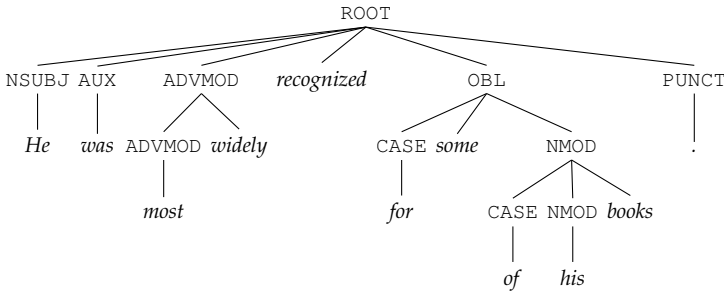 ROOT
NSUBJ AUX ADVMOD recognized OBL PUNCT
He was ADVMOD widely CASE some NMOD .
most for CASE NMOD books
of his